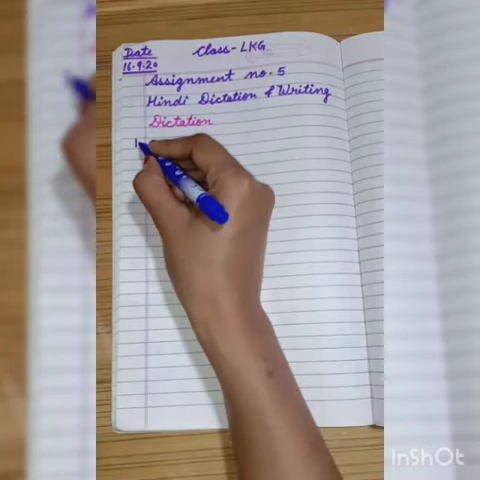 Date Class - LKG
16.9.20
Assignment no. 5
Hindi Dictation & Writing
Dictation
InShOt